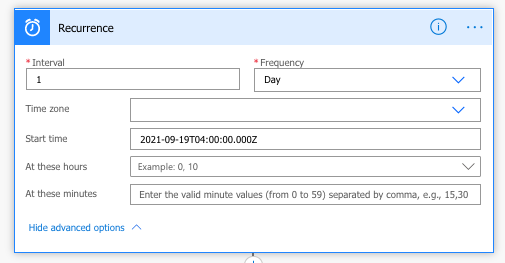 Recurrence
* Interval
* Frequency
1
Day
Time zone
Start time
2021-09-19T04:00:00.000Z
At these hours
Example: 0, 10
At these minutes
Enter the valid minute values (from 0 to 59) separated by comma, e.g., 15,30
Hide advanced options